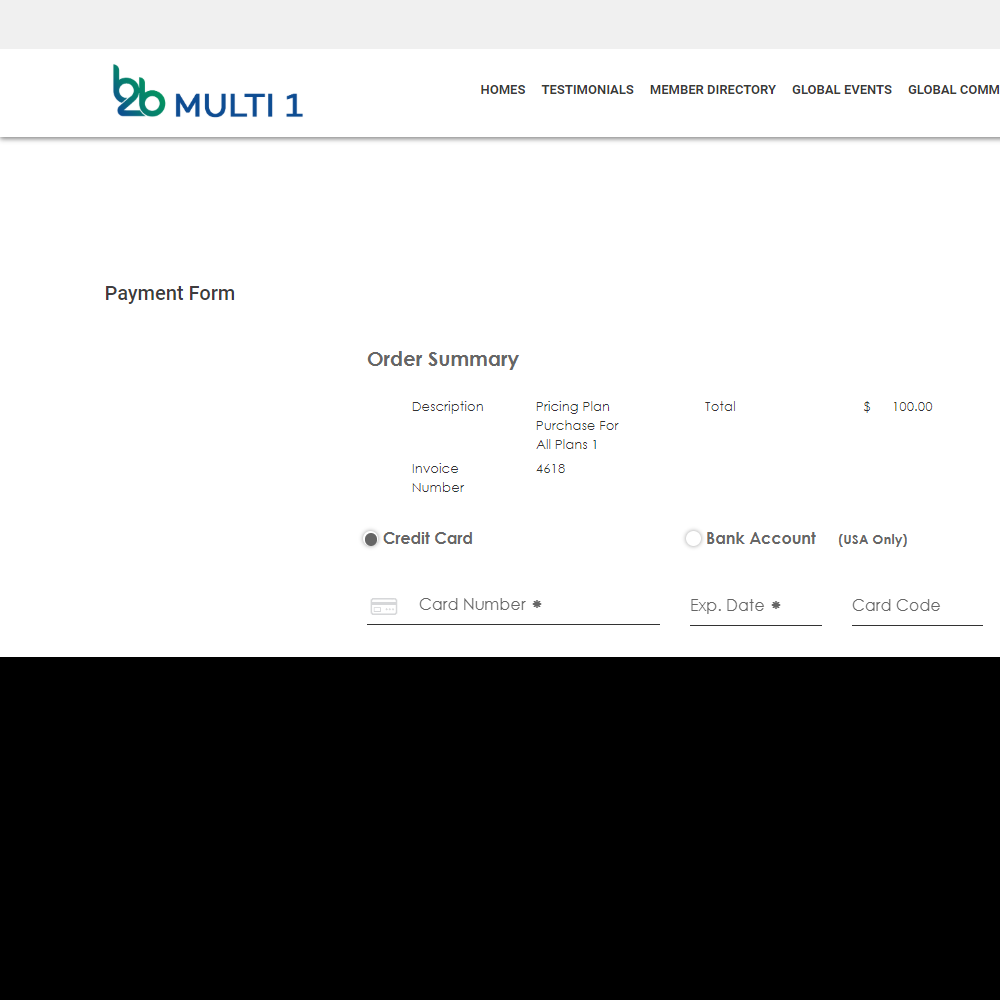 b2b MULTI 1
HOMES TESTIMONIALS MEMBER DIRECTORY GLOBAL EVENTS GLOBAL COMM
Payment Form
Order Summary
Description Pricing Plan Total $ 100.00
Purchase For
All Plans 1
Invoice 4618
Number
Credit Card Bank Account (USA Only)
Card Number * Exp. Date * Card Code